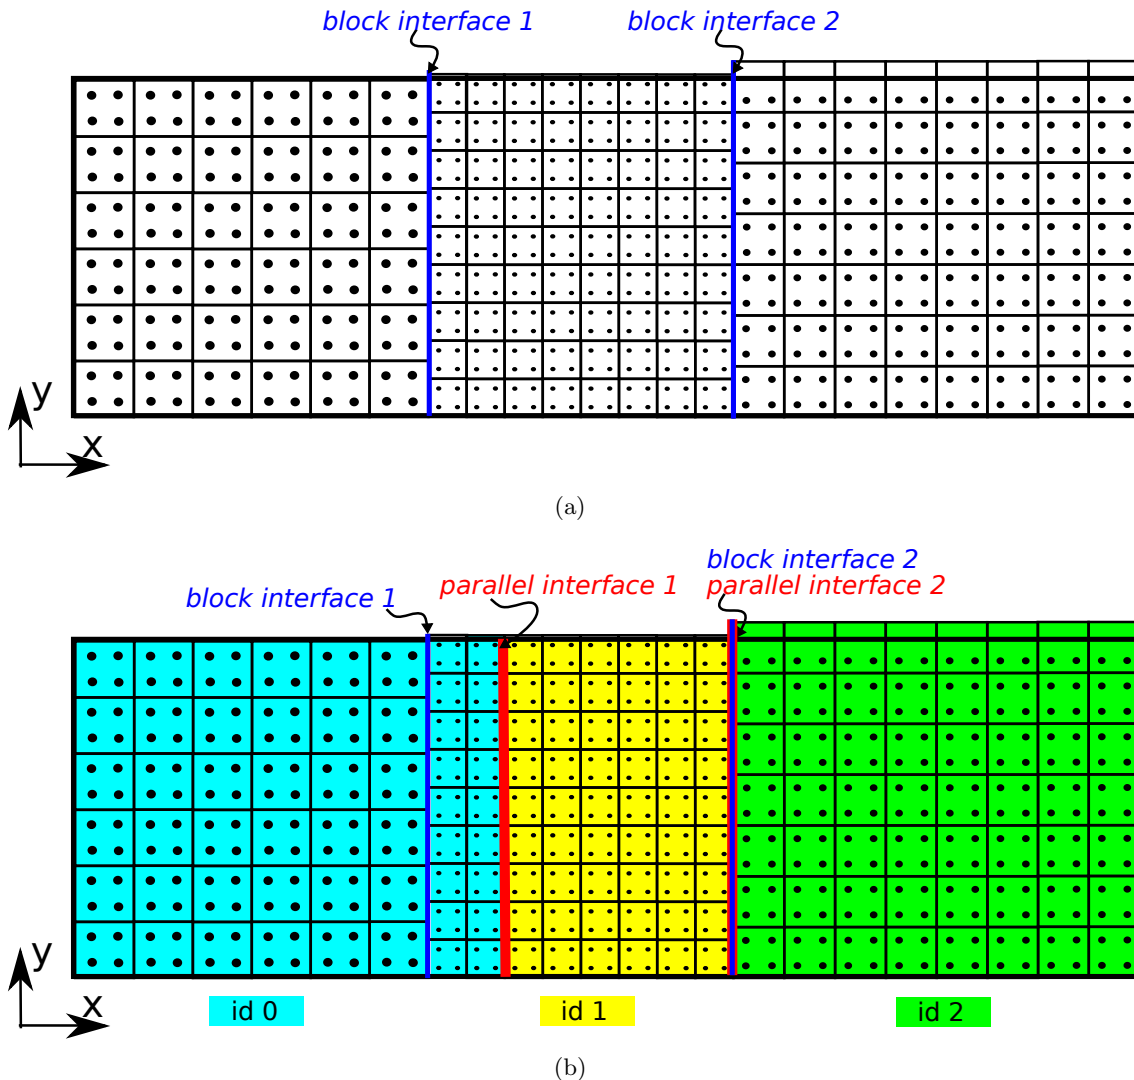 block interface 1
block interface 2
y
x
(a)
block interface 2
parallel interface 1
parallel interface 2
block interface 1
y
x
id 0
id 1
id 2
(b)